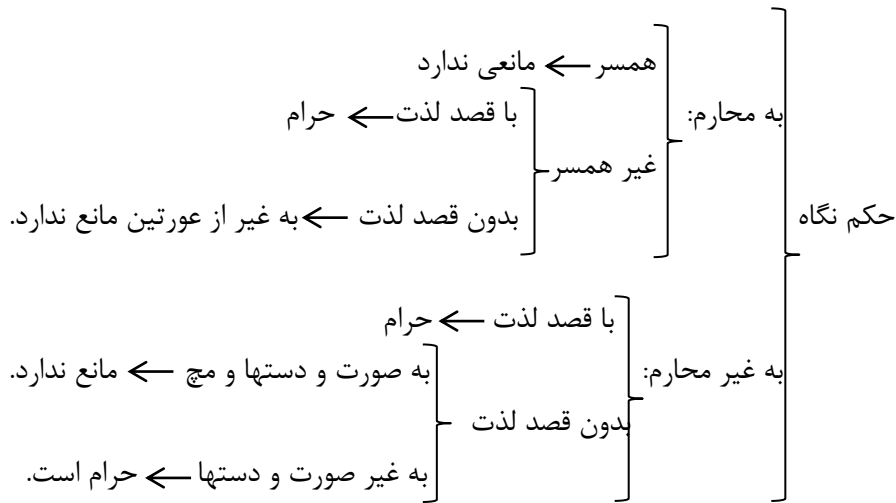 همسر ← مانعی ندارد
به محارم: با قصد لذت ← حرام
غیر همسر
بدون قصد لذت ← به غیر از عورتین مانع ندارد.
حکم نگاه
با قصد لذت ← حرام
به غیر محارم: به صورت و دستها و مچ ← مانع ندارد.
بدون قصد لذت
به غیر صورت و دستها ← حرام است.